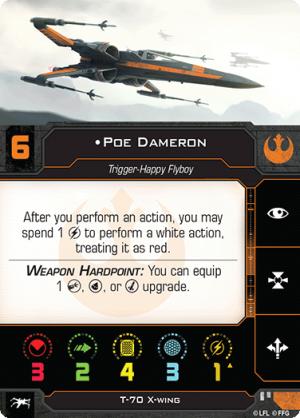 6
•Poe Dameron
Trigger-Happy Flyboy
After you perform an action, you may
spend 1 to perform a white action,
treating it as red.
Weapon Hardpoint: You can equip
1 , , or upgrade.
3 2 4 3 1
T-70 X-wing
©LFL ©FFG